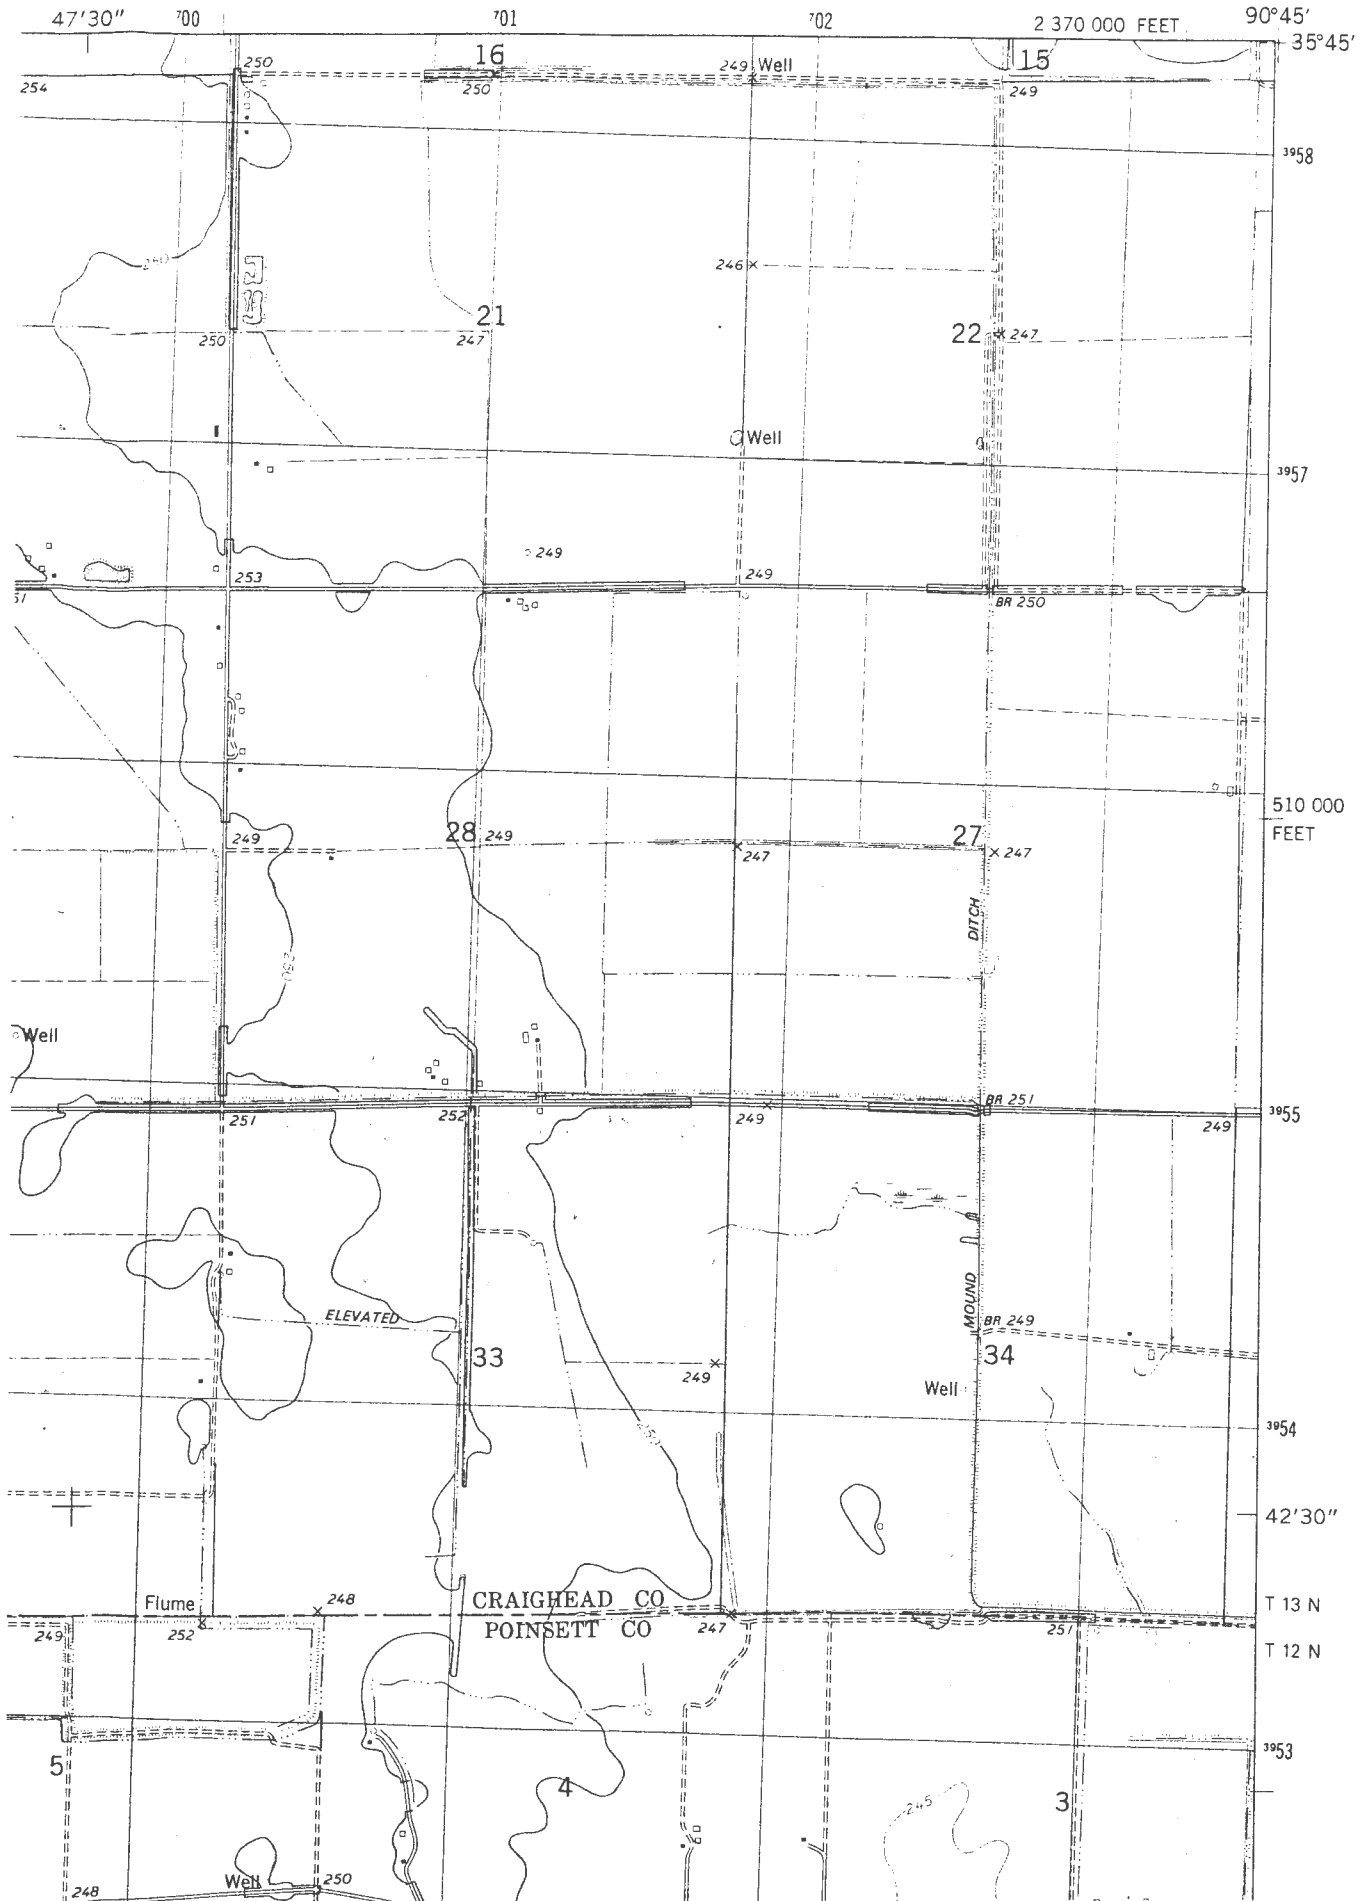 47'30" 700 701 702 2 370 000 FEET 90°45'
35°45'
250 16 249 Well 15
254 250 249
3958
250
246
21
250 247 22 247
Well
3957
249
253 249
51 BR 250
510 000
FEET
28 249 27
249 247 247
DITCH
250
Well
251 252 249 BR 251 249 3955
MOUND
ELEVATED BR 249
33 34
249
Well
250 3954
42'30"
Flume 248 CRAIGHEAD CO T 13 N
249 252 POINSETT CO 247 251
T 12 N
3953
5 4 3
245
Well 250
248